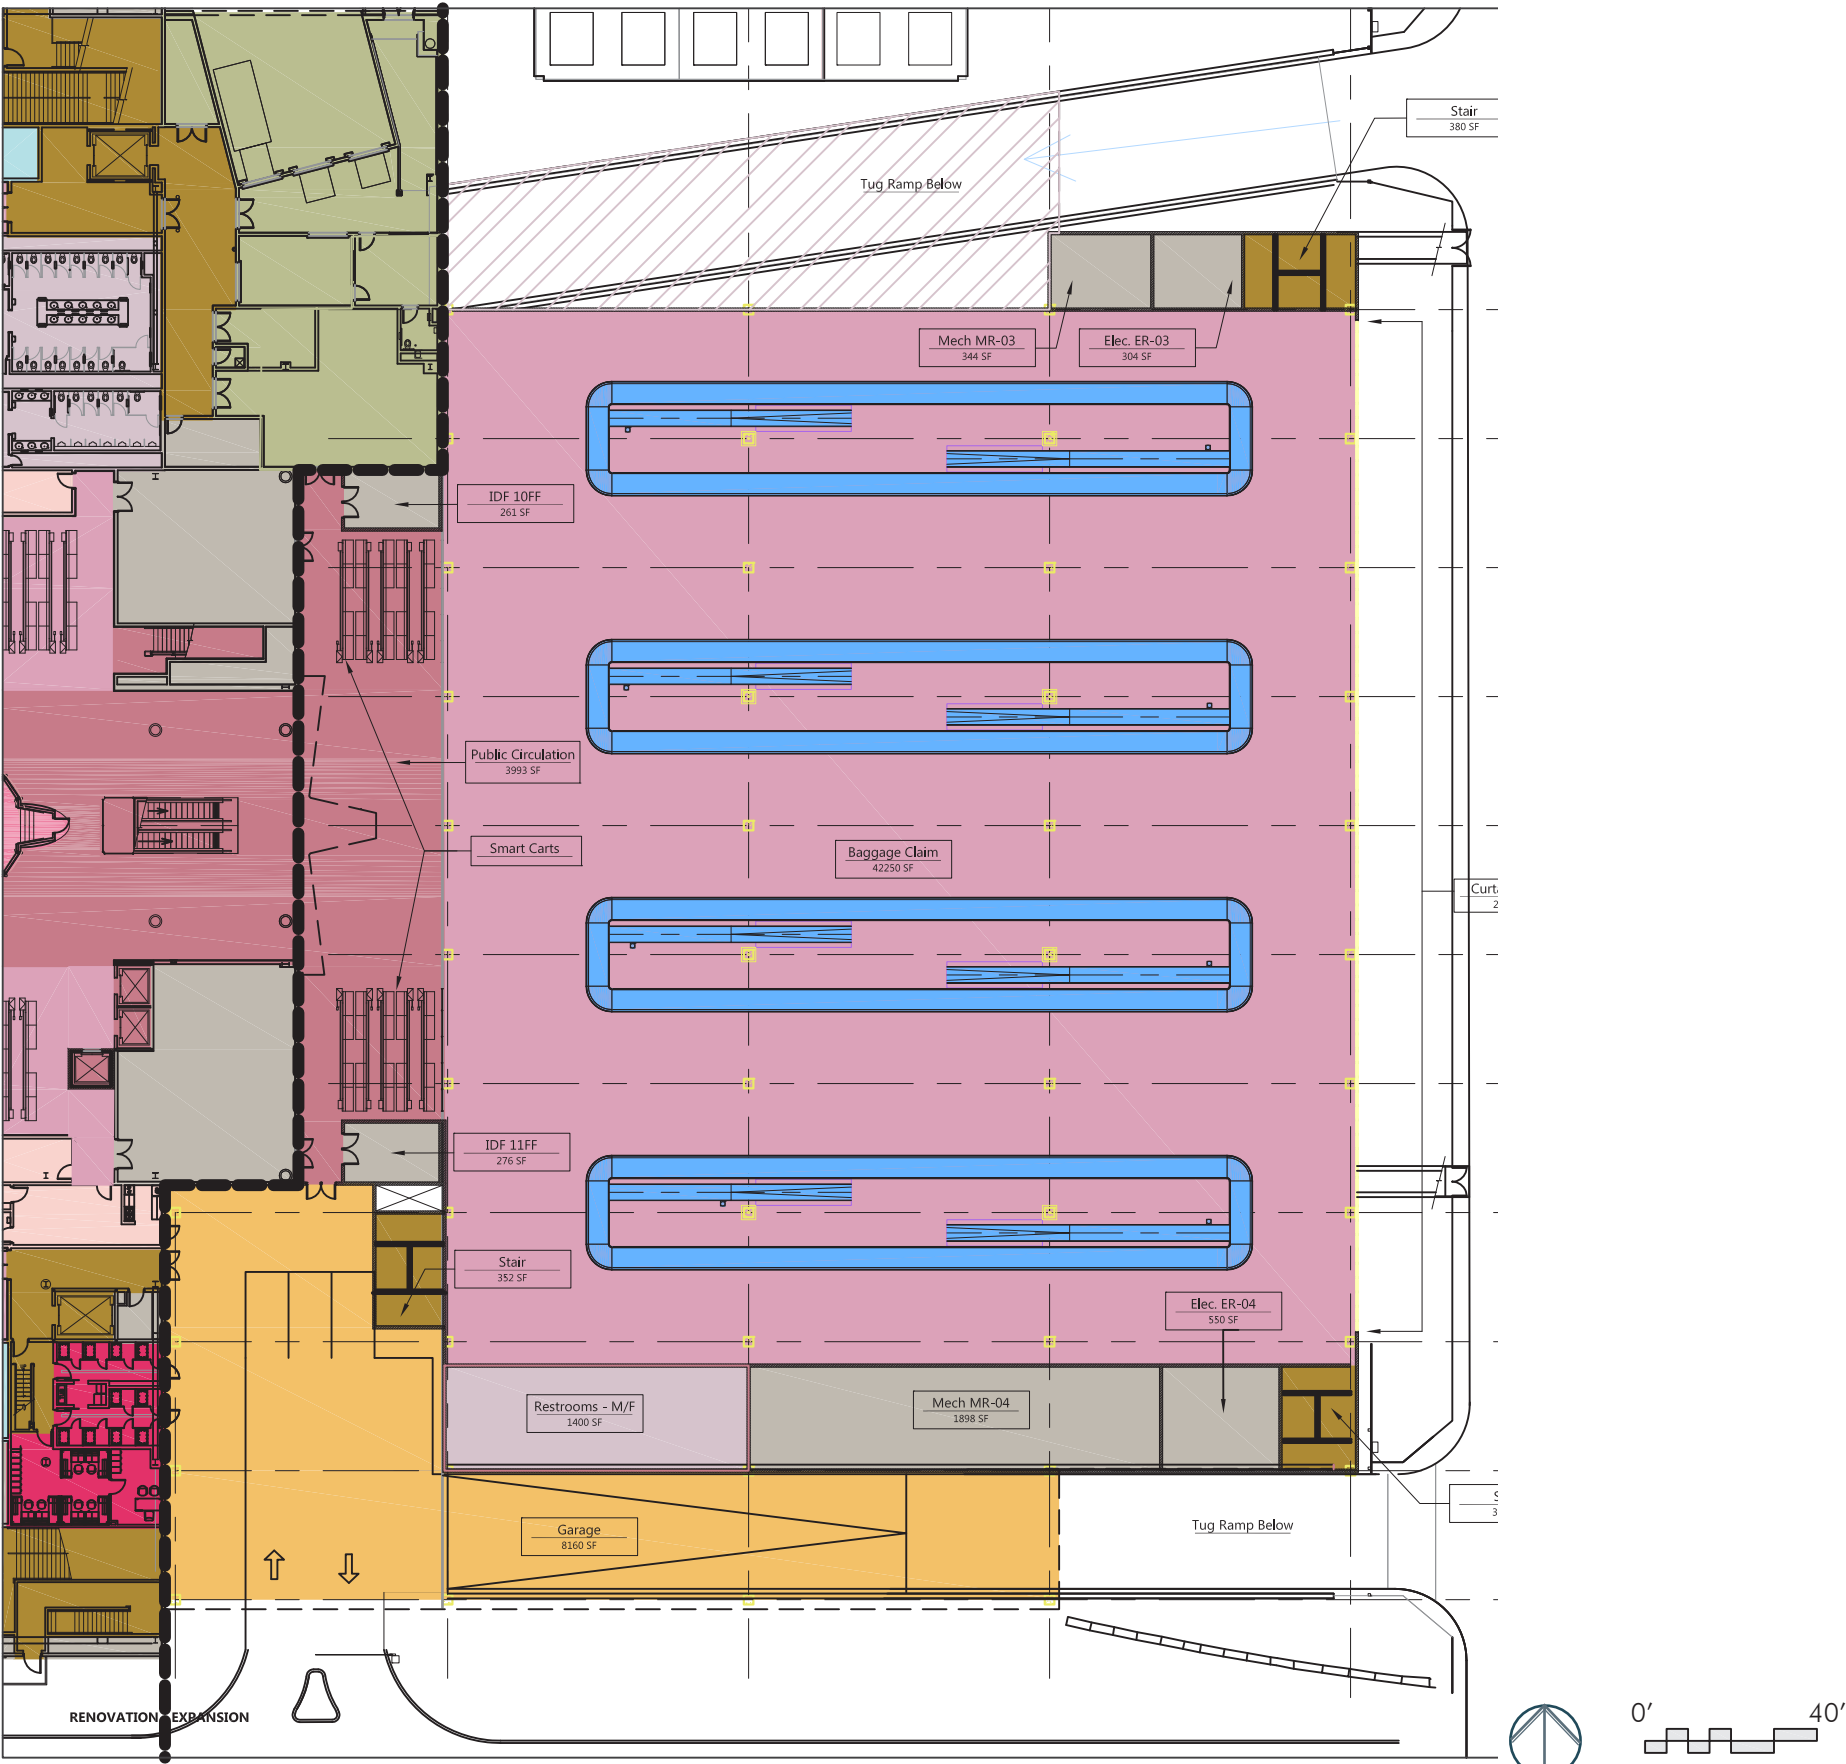 Stair
380 SF
Tug Ramp Below
Mech MR-03
344 SF
Elec. ER-03
304 SF
IDF 10FF
261 SF
Public Circulation
3993 SF
Smart Carts
Baggage Claim
42250 SF
Curt
2
IDF 11FF
276 SF
Stair
352 SF
Elec. ER-04
550 SF
Restrooms - M/F
1400 SF
Mech MR-04
1898 SF
S
3
Garage
8160 SF
Tug Ramp Below
RENOVATION EXPANSION
0' 40'